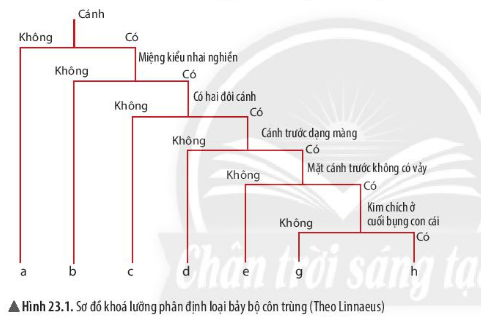 Cánh
Không Có
Miệng kiểu nhai nghiền
Không Có
Có hai đôi cánh
Không Có
Cánh trước dạng màng
Không Có
Mặt cánh trước không có vảy
Không Có
Kim chích ở
cuối bụng con cái
Không Có
a b c d e g h
Chân trời sáng tạo
▲ Hình 23.1. Sơ đồ khoá lưỡng phân định loại bảy bộ côn trùng (Theo Linnaeus)